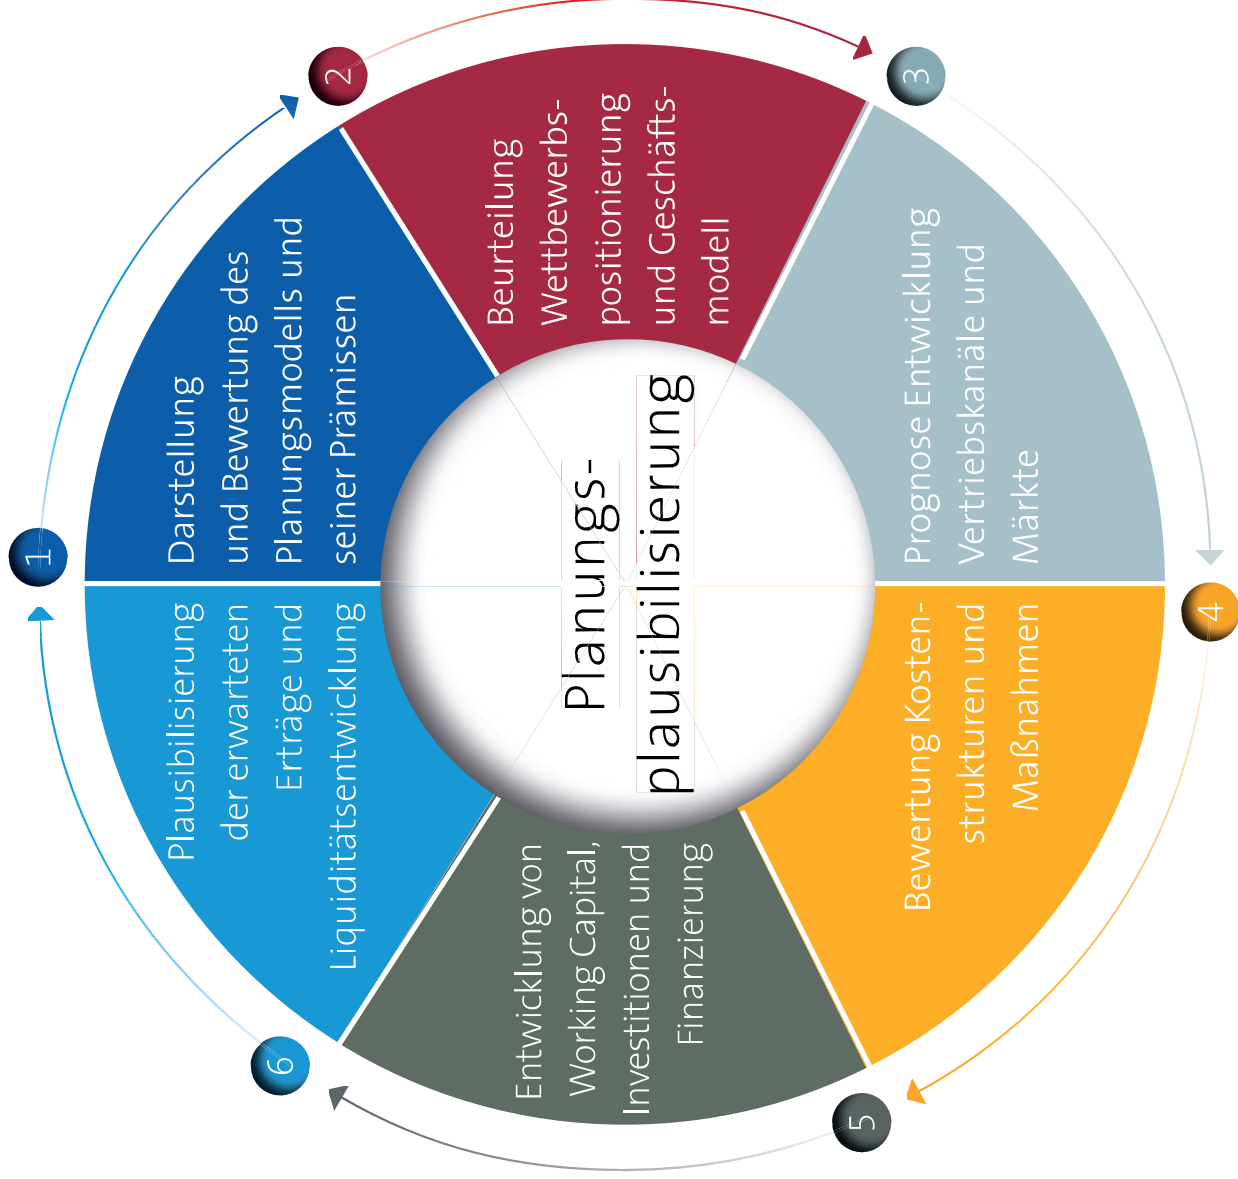 Planungs-
plausibilisierung
1
Darstellung
und Bewertung des
Planungsmodells und
seiner Prämissen
2
Beurteilung
Wettbewerbs-
positionierung
und Geschäfts-
modell
3
Prognose Entwicklung
Vertriebskanäle und
Märkte
4
Bewertung Kosten-
strukturen und
Maßnahmen
5
Entwicklung von
Working Capital,
Investitionen und
Finanzierung
6
Plausibilisierung
der erwarteten
Erträge und
Liquiditätsentwicklung